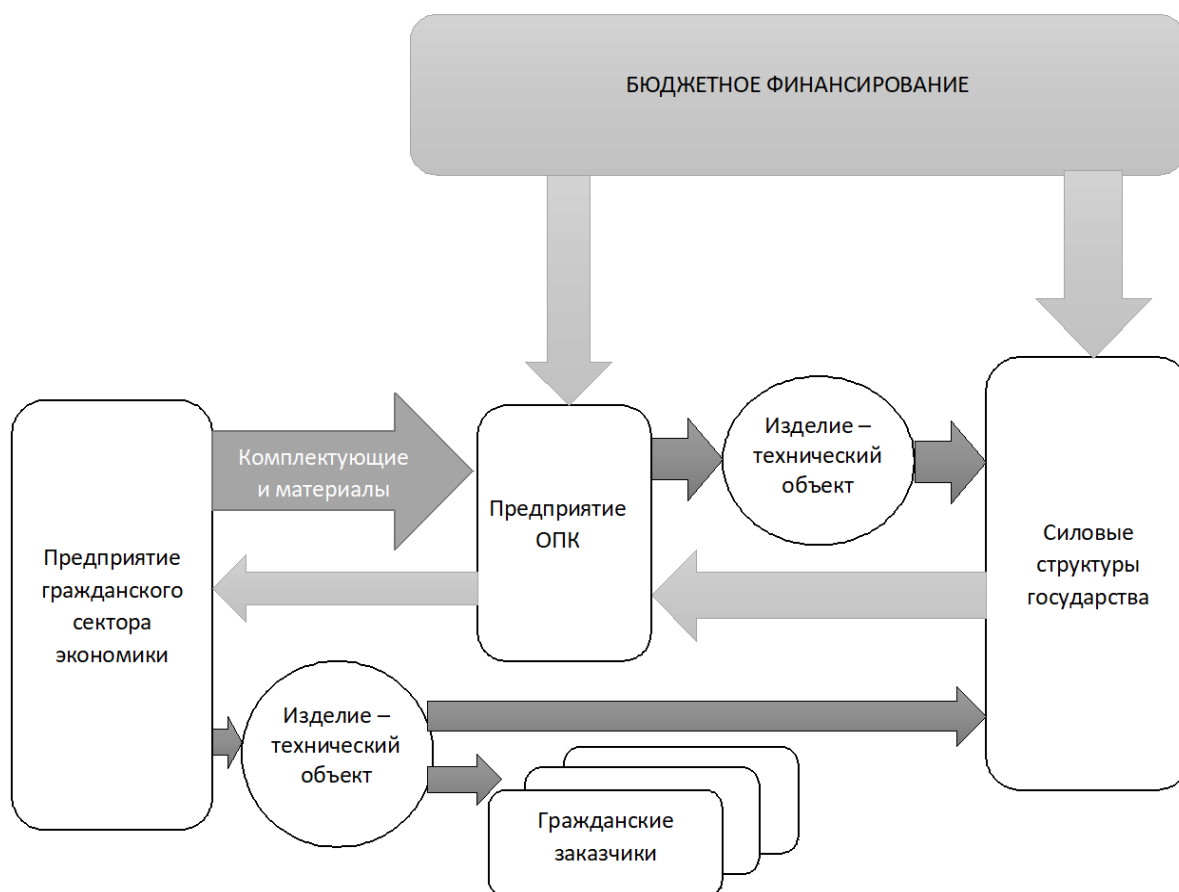 БЮДЖЕТНОЕ ФИНАНСИРОВАНИЕ
Комплектующие
и материалы
Предприятие
ОПК
Изделие –
технический
объект
Силовые
структуры
государства
Предприятие
гражданского
сектора
экономики
Изделие –
технический
объект
Гражданские
заказчики